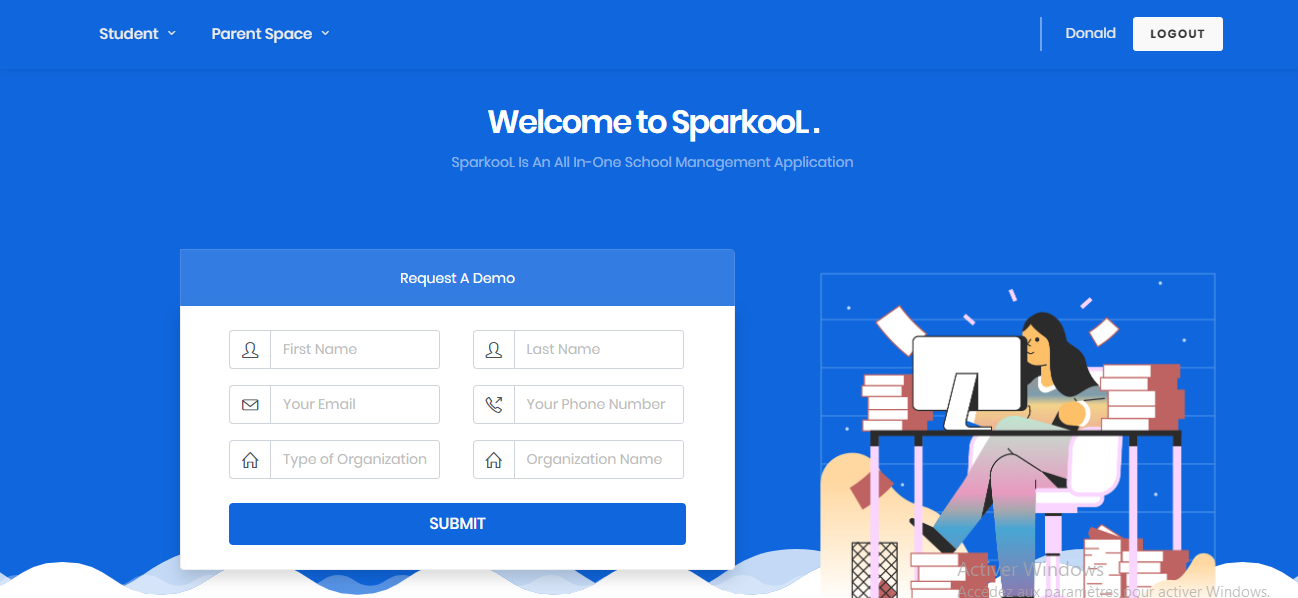 Student
Parent Space
Donald
LOGOUT
Welcome to SparkooL .
SparkooL Is An All In-One School Management Application
Request A Demo
First Name
Last Name
Your Email
Your Phone Number
Type of Organization
Organization Name
SUBMIT
Activer Windows
Accédez aux paramètres pour activer Windows.